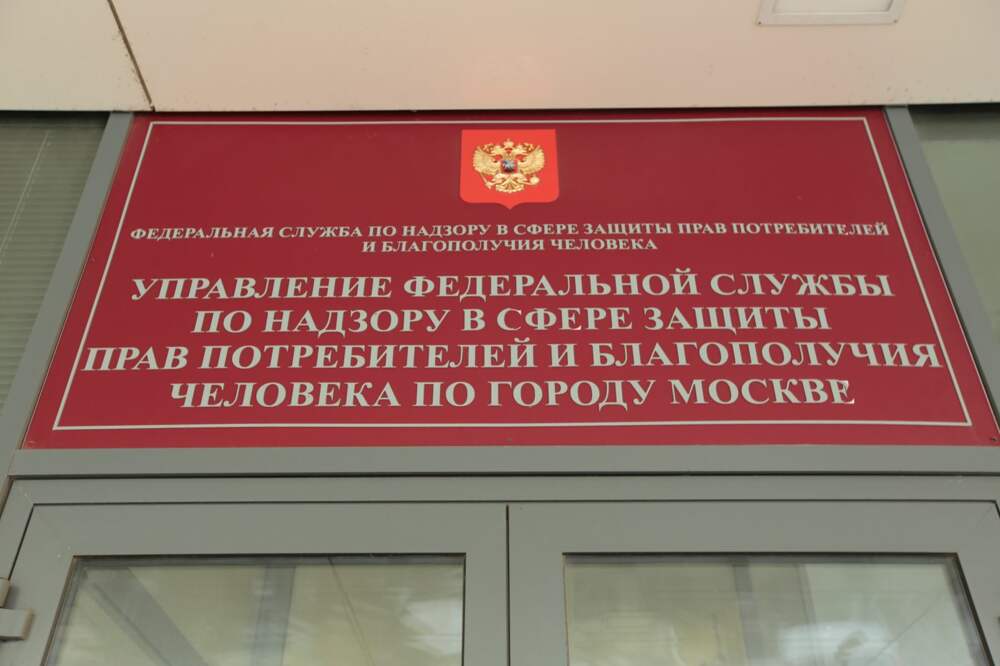 ФЕДЕРАЛЬНАЯ СЛУЖБА ПО НАДЗОРУ В СФЕРЕ ЗАЩИТЫ ПРАВ ПОТРЕБИТЕЛЕЙ
И БЛАГОПОЛУЧИЯ ЧЕЛОВЕКА
УПРАВЛЕНИЕ ФЕДЕРАЛЬНОЙ СЛУЖБЫ
ПО НАДЗОРУ В СФЕРЕ ЗАЩИТЫ
ПРАВ ПОТРЕБИТЕЛЕЙ И БЛАГОПОЛУЧИЯ
ЧЕЛОВЕКА ПО ГОРОДУ МОСКВЕ